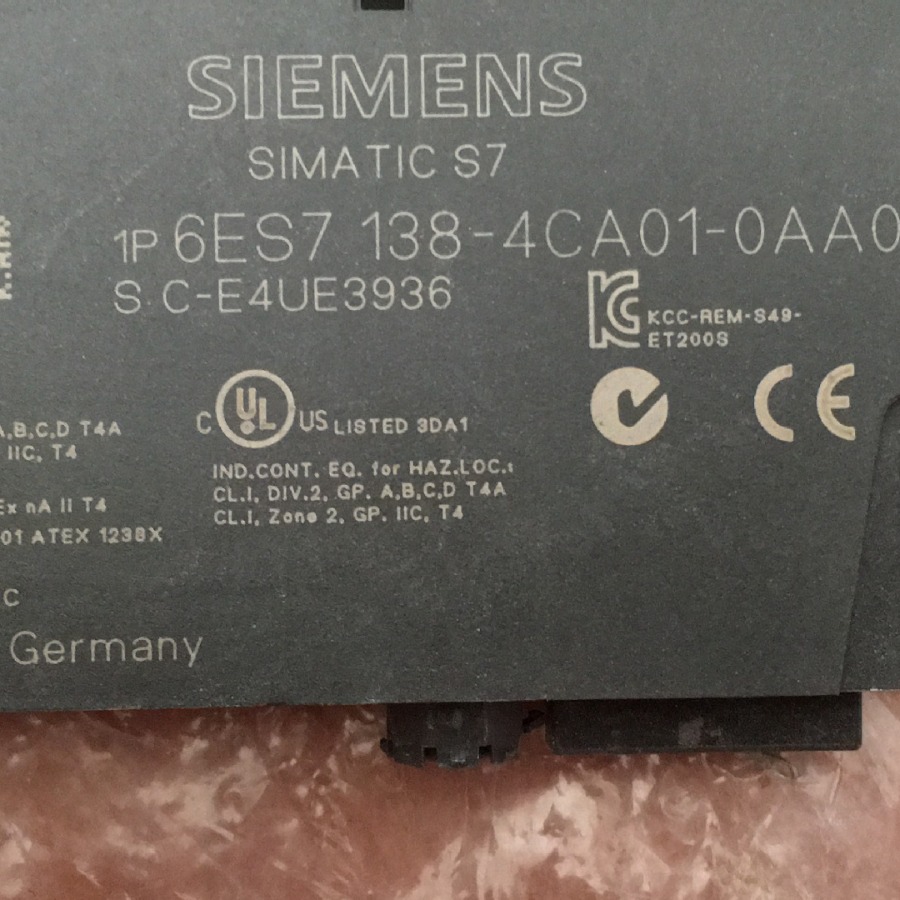 SIEMENS
SIMATIC S7
1P 6ES7 138-4CA01-0AA0
S C-E4UE3936
KCC-REM-S49-
ET200S
C UL US LISTED 3DA1
A,B,C,D T4A
IIC, T4
IND.CONT. EQ. for HAZ.LOC.:
CL.I, DIV.2, GP. A,B,C,D T4A
CL.I, Zone 2, GP. IIC, T4
Ex nA II T4
01 ATEX 1238X
C
Germany
CE